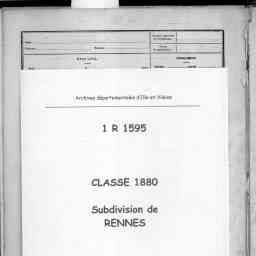 Archives départementales d'Ille et Vilaine
1 R 1595
CLASSE 1880
Subdivision de
RENNES